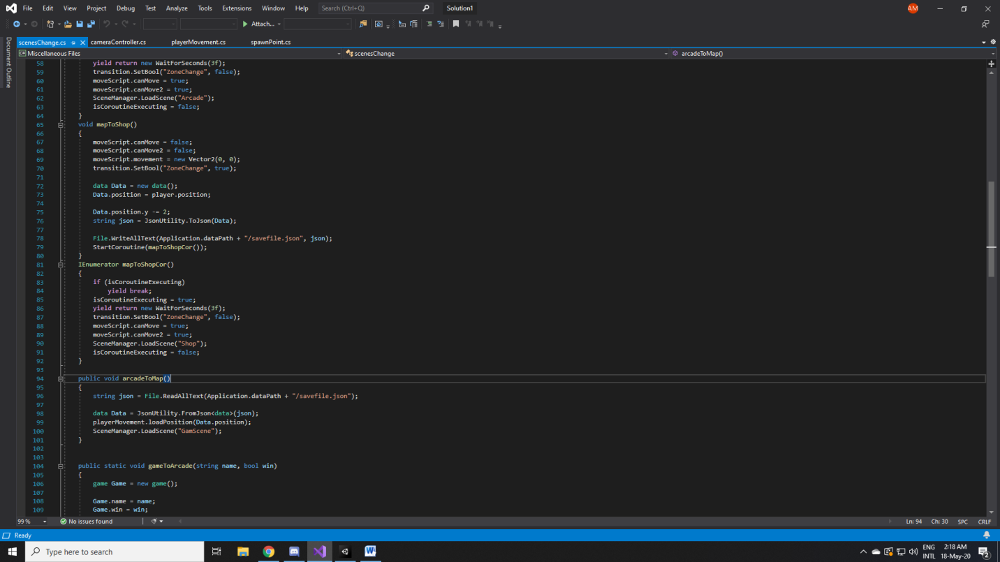 File Edit View Project Debug Test Analyze Tools Extensions Window Help Search (Ctrl+Q) Solution1 AM
Attach...
Document Outline
scenesChange.cs cameraController.cs playerMovement.cs spawnPoint.cs
C# Miscellaneous Files scenesChange arcadeToMap()
58 yield return new WaitForSeconds(3f);
59 transition.SetBool("ZoneChange", false);
60 moveScript.canMove = true;
61 moveScript.canMove2 = true;
62 SceneManager.LoadScene("Arcade");
63 isCoroutineExecuting = false;
64 }
65 void mapToShop()
66 {
67 moveScript.canMove = false;
68 moveScript.canMove2 = false;
69 moveScript.movement = new Vector2(0, 0);
70 transition.SetBool("ZoneChange", true);
71
72 data Data = new data();
73 Data.position = player.position;
74
75 Data.position.y -= 2;
76 string json = JsonUtility.ToJson(Data);
77
78 File.WriteAllText(Application.dataPath + "/savefile.json", json);
79 StartCoroutine(mapToShopCor());
80 }
81 IEnumerator mapToShopCor()
82 {
83 if (isCoroutineExecuting)
84 yield break;
85 isCoroutineExecuting = true;
86 yield return new WaitForSeconds(3f);
87 transition.SetBool("ZoneChange", false);
88 moveScript.canMove = true;
89 moveScript.canMove2 = true;
90 SceneManager.LoadScene("Shop");
91 isCoroutineExecuting = false;
92 }
93
94 public void arcadeToMap()
95 {
96 string json = File.ReadAllText(Application.dataPath + "/savefile.json");
97
98 data Data = JsonUtility.FromJson<data>(json);
99 playerMovement.loadPosition(Data.position);
100 SceneManager.LoadScene("GamScene");
101 }
102
103
104 public static void gameToArcade(string name, bool win)
105 {
106 game Game = new game();
107
108 Game.name = name;
109 Game.win = win;
99 % No issues found Ln: 94 Ch: 30 SPC CRLF
Ready
Type here to search ENG 2:18 AM
INTL 18-May-20 2